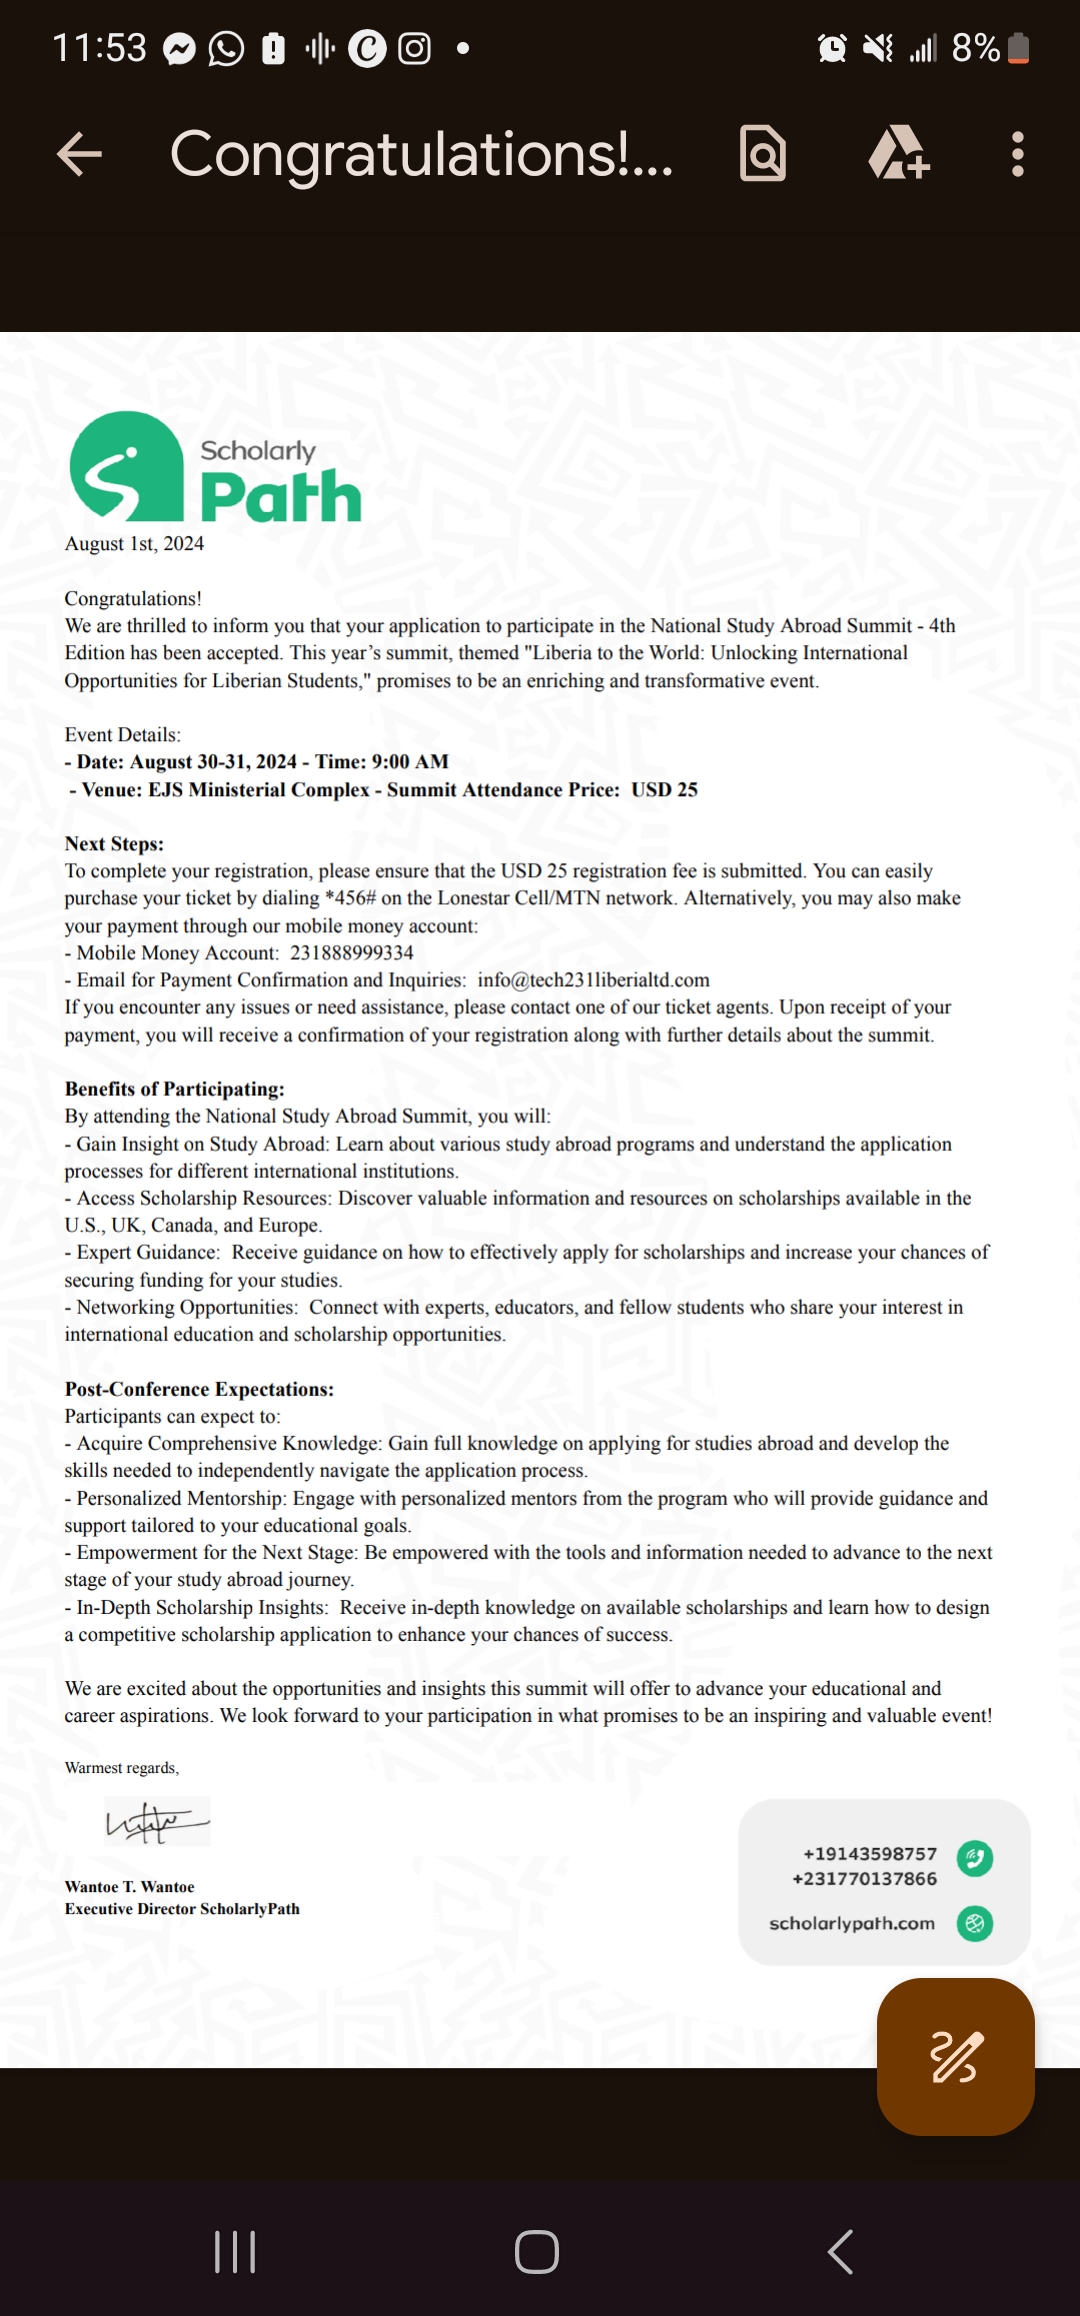 11:53
8%
Congratulations!...
Scholarly
Path
August 1st, 2024
Congratulations!
We are thrilled to inform you that your application to participate in the National Study Abroad Summit - 4th
Edition has been accepted. This year’s summit, themed "Liberia to the World: Unlocking International
Opportunities for Liberian Students," promises to be an enriching and transformative event.
Event Details:
- Date: August 30-31, 2024 - Time: 9:00 AM
- Venue: EJS Ministerial Complex - Summit Attendance Price:  USD 25
Next Steps:
To complete your registration, please ensure that the USD 25 registration fee is submitted. You can easily
purchase your ticket by dialing *456# on the Lonestar Cell/MTN network. Alternatively, you may also make
your payment through our mobile money account:
- Mobile Money Account:  231888999334
- Email for Payment Confirmation and Inquiries:  info@tech231liberialtd.com
If you encounter any issues or need assistance, please contact one of our ticket agents. Upon receipt of your
payment, you will receive a confirmation of your registration along with further details about the summit.
Benefits of Participating:
By attending the National Study Abroad Summit, you will:
- Gain Insight on Study Abroad: Learn about various study abroad programs and understand the application
processes for different international institutions.
- Access Scholarship Resources: Discover valuable information and resources on scholarships available in the
U.S., UK, Canada, and Europe.
- Expert Guidance:  Receive guidance on how to effectively apply for scholarships and increase your chances of
securing funding for your studies.
- Networking Opportunities:  Connect with experts, educators, and fellow students who share your interest in
international education and scholarship opportunities.
Post-Conference Expectations:
Participants can expect to:
- Acquire Comprehensive Knowledge: Gain full knowledge on applying for studies abroad and develop the
skills needed to independently navigate the application process.
- Personalized Mentorship: Engage with personalized mentors from the program who will provide guidance and
support tailored to your educational goals.
- Empowerment for the Next Stage: Be empowered with the tools and information needed to advance to the next
stage of your study abroad journey.
- In-Depth Scholarship Insights:  Receive in-depth knowledge on available scholarships and learn how to design
a competitive scholarship application to enhance your chances of success.
We are excited about the opportunities and insights this summit will offer to advance your educational and
career aspirations. We look forward to your participation in what promises to be an inspiring and valuable event!
Warmest regards,
Wantoe T. Wantoe
Executive Director ScholarlyPath
+19143598757
+231770137866
scholarlypath.com